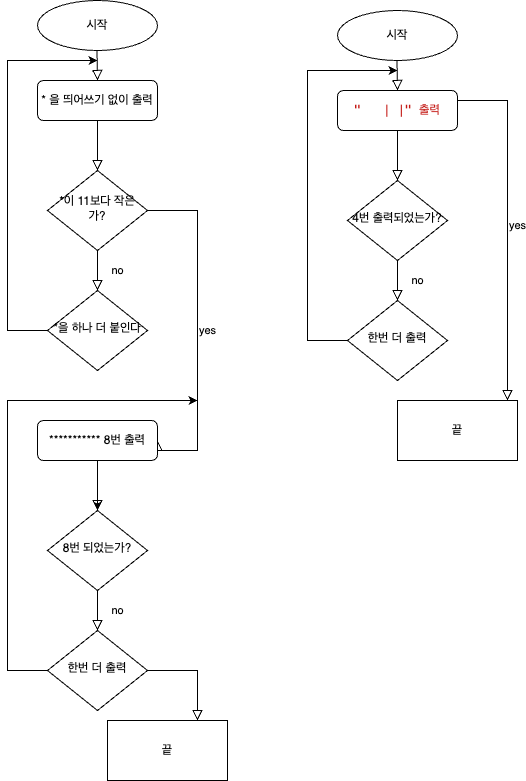 시작
* 을 띄어쓰기 없이 출력
*이 11보다 작은
가?
no
*을 하나 더 붙인다
yes
*********** 8번 출력
8번 되었는가?
no
한번 더 출력
끝
시작
"   | |" 출력
4번 출력되었는가?
yes
no
한번 더 출력
끝